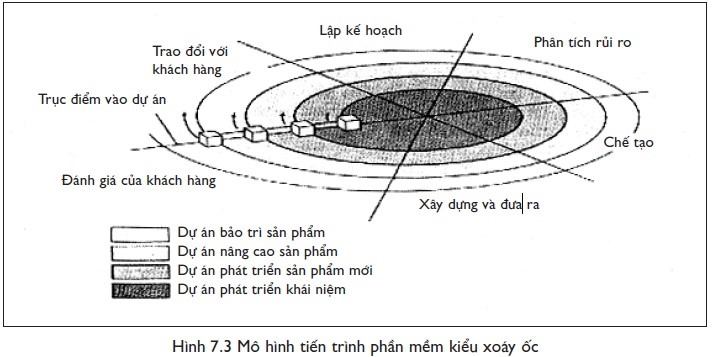 Lập kế hoạch
Trao đổi với
khách hàng
Phân tích rủi ro
Trục điểm vào dự án
Chế tạo
Đánh giá của khách hàng
Xây dựng và đưa ra
Dự án bảo trì sản phẩm
Dự án nâng cao sản phẩm
Dự án phát triển sản phẩm mới
Dự án phát triển khái niệm
Hình 7.3 Mô hình tiến trình phần mềm kiểu xoáy ốc